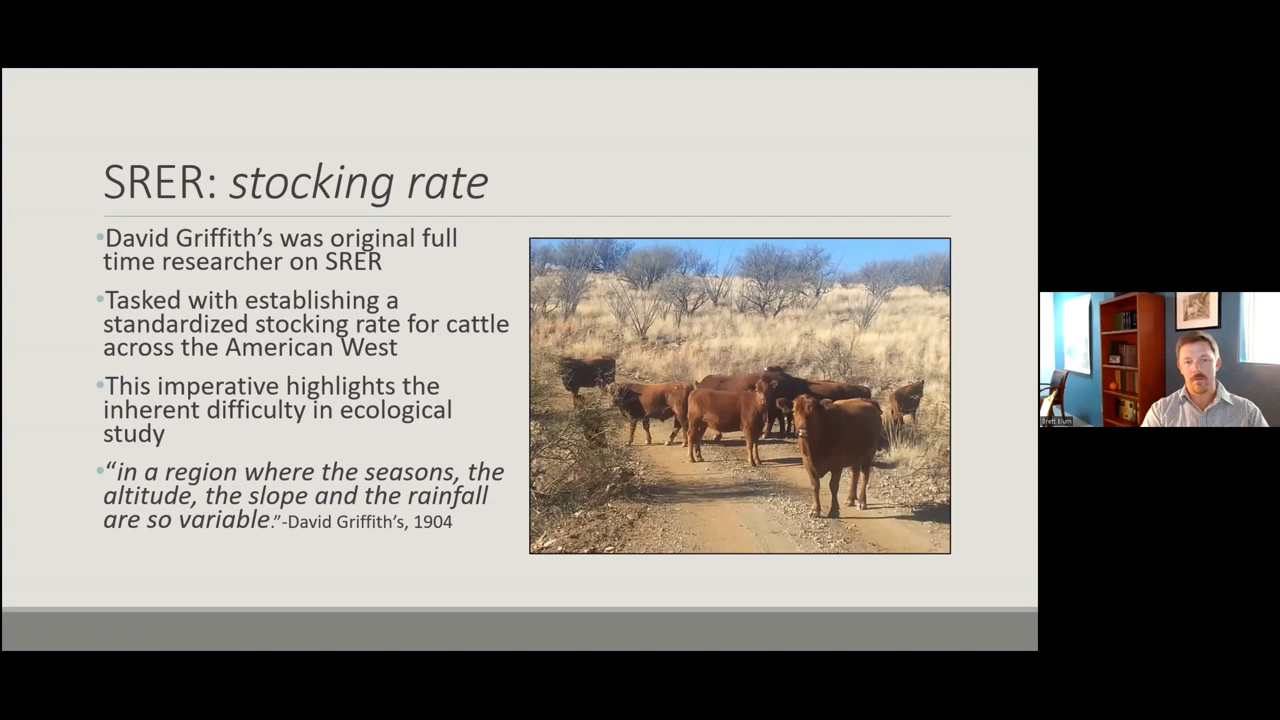 SRER: stocking rate
•David Griffith's was original full
time researcher on SRER
•Tasked with establishing a
standardized stocking rate for cattle
across the American West
•This imperative highlights the
inherent difficulty in ecological
study
•“in a region where the seasons, the
altitude, the slope and the rainfall
are so variable.”-David Griffith's, 1904
Brett Blum